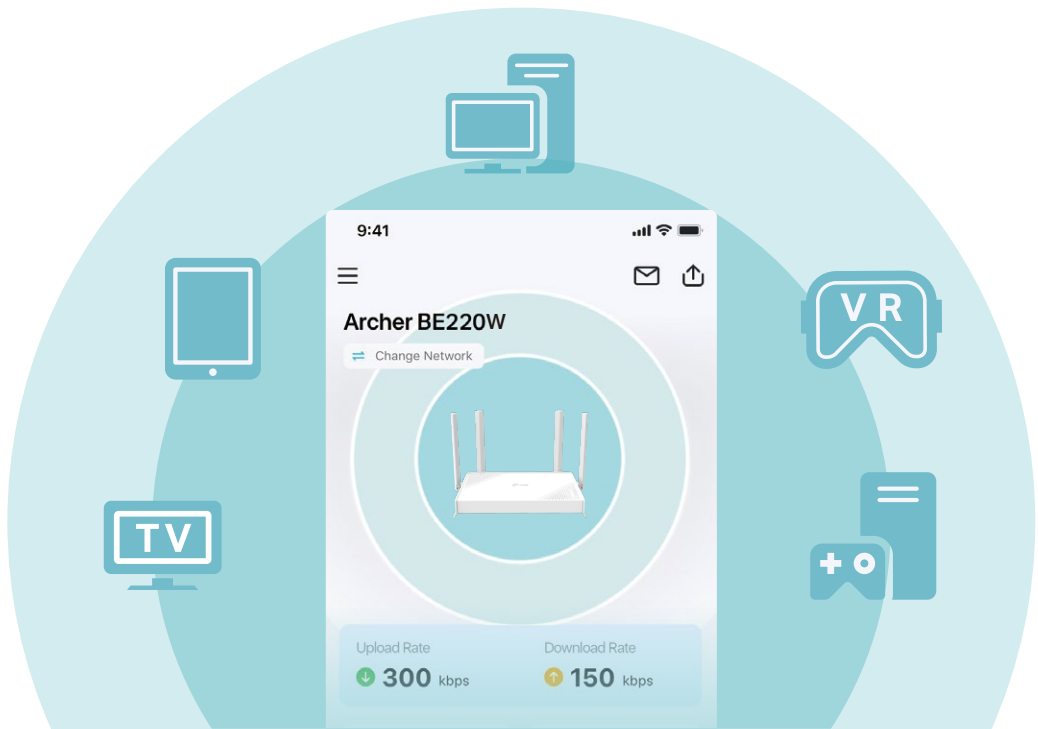 9:41
Archer BE220W
Change Network
VR
TV
Upload Rate
Download Rate
300 kbps
150 kbps